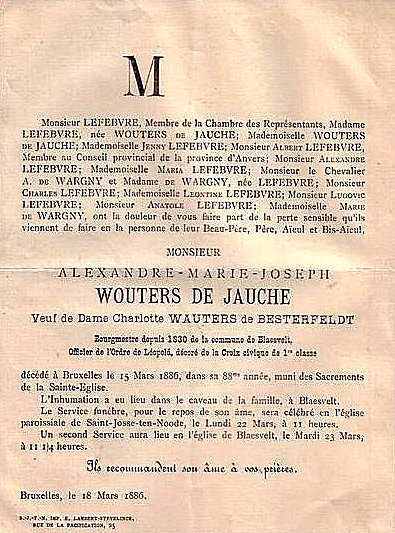 M
Monsieur LEFEBVRE, Membre de la Chambre des Représentants, Madame
LEFEBVRE, née WOUTERS DE JAUCHE; Mademoiselle WOUTERS
DE JAUCHE; Mademoiselle JENNY LEFEBVRE; Monsieur ALBERT LEFEBVRE,
Membre au Conseil provincial de la province d'Anvers; Monsieur ALEXANDRE
LEFEBVRE; Mademoiselle MARIA LEFEBVRE; Monsieur le Chevalier
A. DE WARGNY et Madame DE WARGNY, née LEFEBVRE; Monsieur
CHARLES LEFEBVRE; Mademoiselle LÉONTINE LEFEBVRE; Monsieur LUDOVIC
LEFEBVRE; Monsieur ANATOLE LEFEBVRE; Mademoiselle MARIE
DE WARGNY, ont la douleur de vous faire part de la perte sensible qu'ils
viennent de faire en la personne de leur Beau-Père, Père, Aïeul et Bis-Aïeul,
MONSIEUR
ALEXANDRE-MARIE-JOSEPH
WOUTERS DE JAUCHE
Veuf de Dame Charlotte WAUTERS de BESTERFELDT
Bourgmestre depuis 1830 de la commune de Blaesvelt,
Officier de l'Ordre de Léopold, décoré de la Croix civique de 1re classe
décédé à Bruxelles le 15 Mars 1886, dans sa 88me année, muni des Sacrements
de la Sainte-Eglise.
L'Inhumation a eu lieu dans le caveau de la famille, à Blaesvelt.
Le Service funèbre, pour le repos de son âme, sera célébré en l'église
paroissiale de Saint-Josse-ten-Noode, le Lundi 22 Mars, à 11 heures.
Un second Service aura lieu en l'église de Blaesvelt, le Mardi 23 Mars,
à 11 1/4 heures.
Ils recommandent son âme à vos prières.
Bruxelles, le 18 Mars 1886.
S.-J.-T.-N. IMP. E. LAMBERT-STEVELINCK,
RUE DE LA PACIFICATION, 25